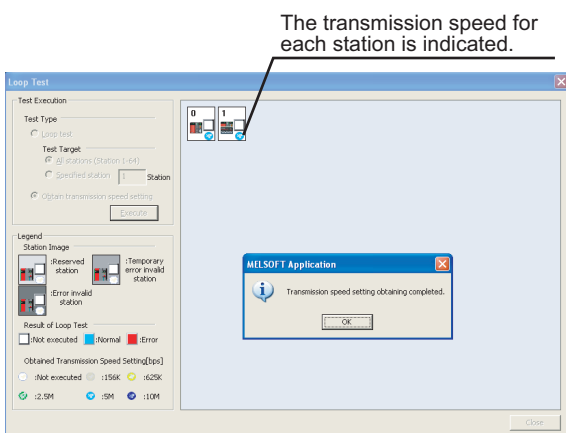 The transmission speed for
each station is indicated.
Loop Test
Test Execution
Test Type
Loop test
Test Target
All stations (Station 1-64)
Specified station 1 Station
Obtain transmission speed setting
Execute
Legend
Station Image
:Reserved
station
:Temporary
error invalid
station
:Error invalid
station
Result of Loop Test
:Not executed :Normal :Error
Obtained Transmission Speed Setting[bps]
:Not executed :156K :625K
:2.5M :5M :10M
0 1
MELSOFT Application
Transmission speed setting obtaining completed.
OK
Close